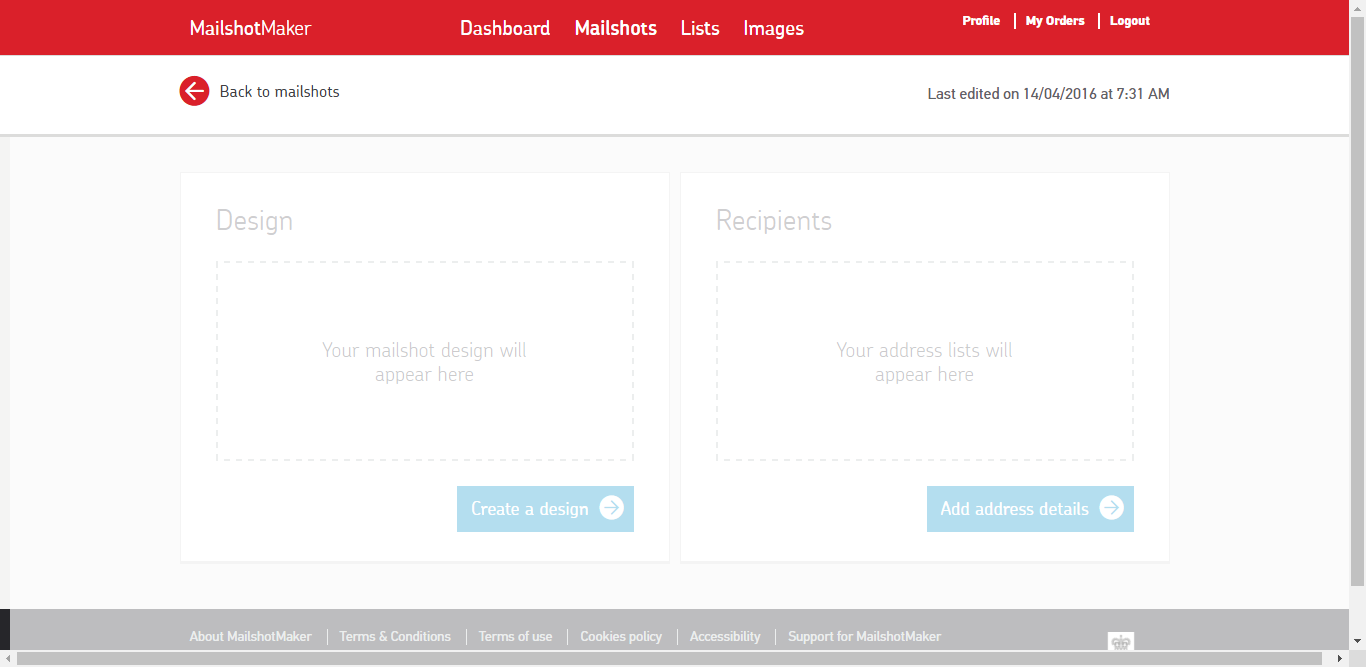 MailshotMaker Dashboard Mailshots Lists Images Profile My Orders Logout
Back to mailshots Last edited on 14/04/2016 at 7:31 AM
Design
Your mailshot design will
appear here
Create a design
Recipients
Your address lists will
appear here
Add address details
About MailshotMaker Terms & Conditions Terms of use Cookies policy Accessibility Support for MailshotMaker